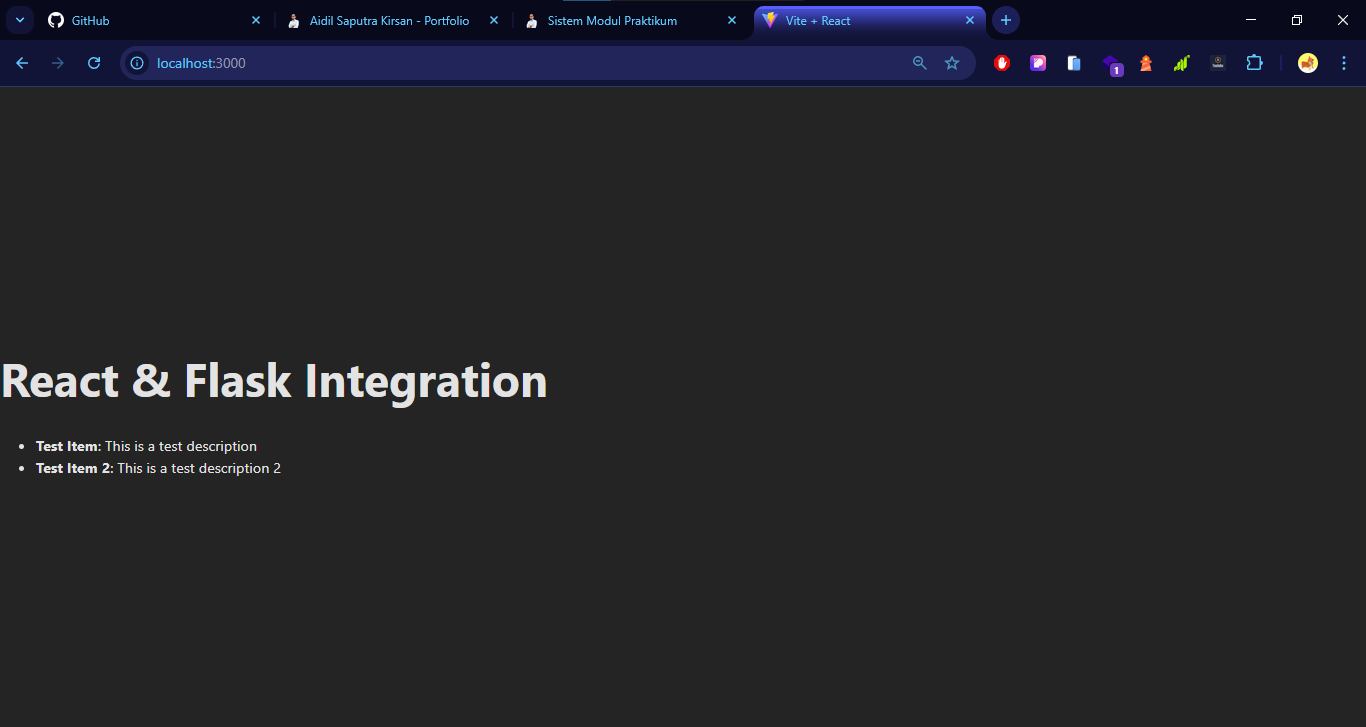 GitHub
Aidil Saputra Kirsan - Portfolio
Sistem Modul Praktikum
Vite + React
localhost:3000
1
React & Flask Integration
Test Item: This is a test description
Test Item 2: This is a test description 2